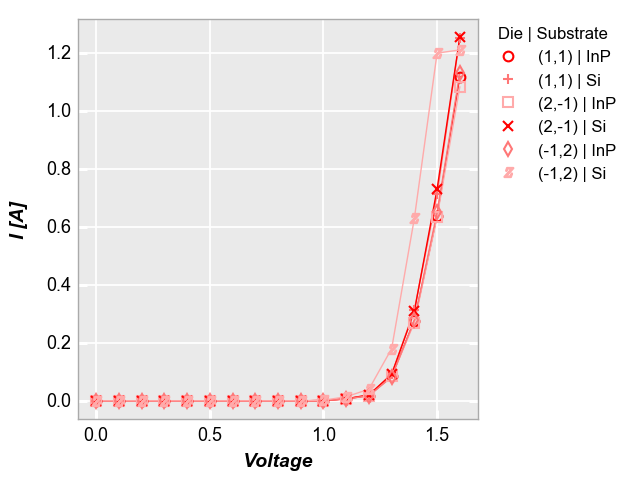 Die | Substrate
(1,1) | InP
(1,1) | Si
(2,-1) | InP
(2,-1) | Si
(-1,2) | InP
(-1,2) | Si
I [A]
1.2
1.0
0.8
0.6
0.4
0.2
0.0
0.0 0.5 1.0 1.5
Voltage